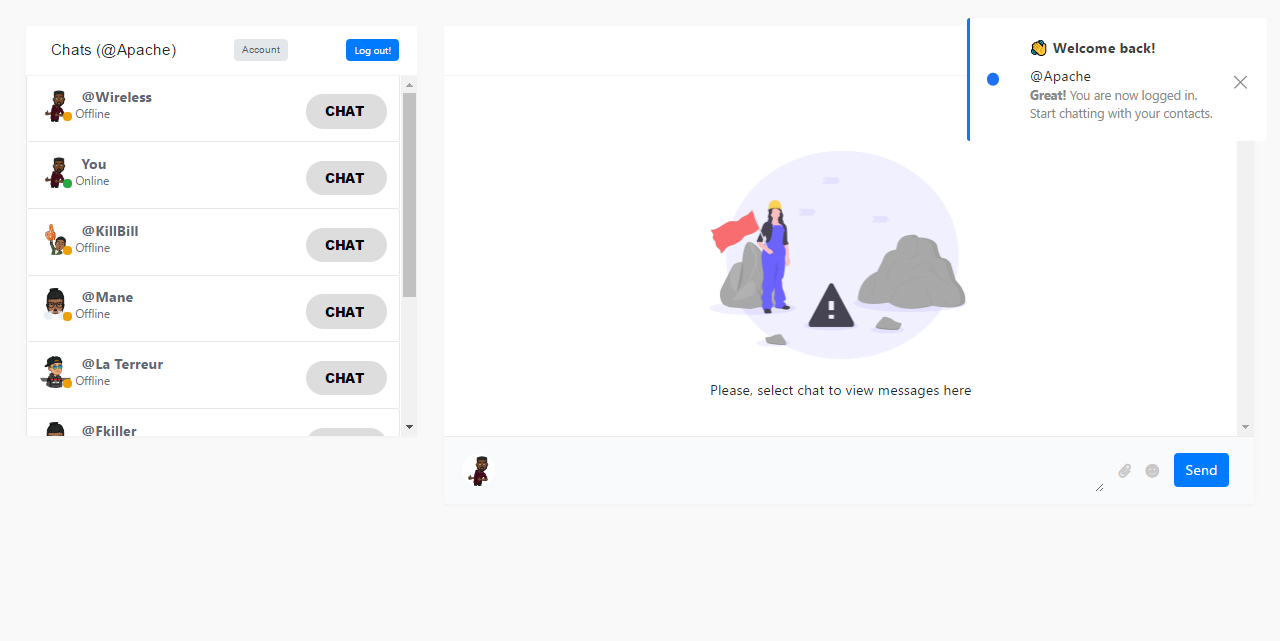 Chats (@Apache)
Account
Log out!
@Wireless
Offline
CHAT
You
Online
CHAT
@KillBill
Offline
CHAT
@Mane
Offline
CHAT
@La Terreur
Offline
CHAT
@Fkiller
Welcome back!
@Apache
Great! You are now logged in.
Start chatting with your contacts.
Please, select chat to view messages here
Send